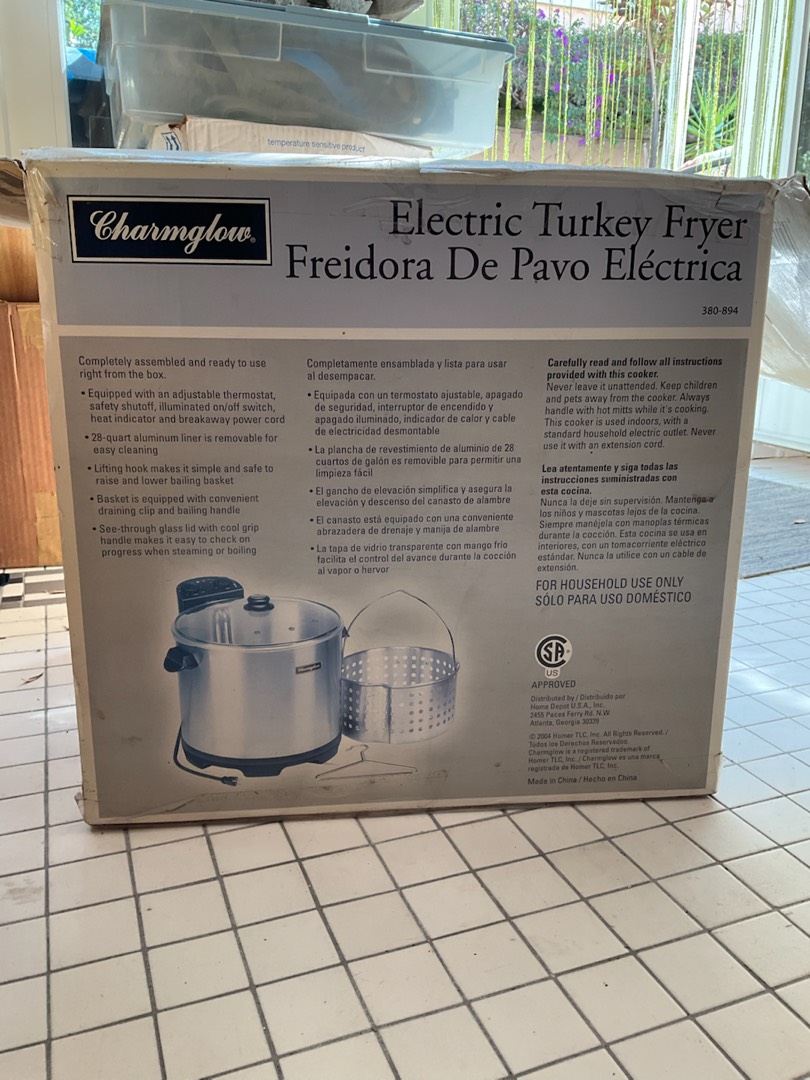 temperature sensitive product
Charmglow®
Electric Turkey Fryer
Freidora De Pavo Eléctrica
380-894
Completely assembled and ready to use
right from the box.
• Equipped with an adjustable thermostat,
safety shutoff, illuminated on/off switch,
heat indicator and breakaway power cord
• 28-quart aluminum liner is removable for
easy cleaning
• Lifting hook makes it simple and safe to
raise and lower bailing basket
• Basket is equipped with convenient
draining clip and bailing handle
• See-through glass lid with cool grip
handle makes it easy to check on
progress when steaming or boiling
Completamente ensamblada y lista para usar
al desempacar.
• Equipada con un termostato ajustable, apagado
de seguridad, interruptor de encendido y
apagado iluminado, indicador de calor y cable
de electricidad desmontable
• La plancha de revestimiento de aluminio de 28
cuartos de galón es removible para permitir una
limpieza fácil
• El gancho de elevación simplifica y asegura la
elevación y descenso del canasto de alambre
• El canasto está equipado con una conveniente
abrazadera de drenaje y manija de alambre
• La tapa de vidrio transparente con mango frío
facilita el control del avance durante la cocción
al vapor o hervor
Carefully read and follow all instructions
provided with this cooker.
Never leave it unattended. Keep children
and pets away from the cooker. Always
handle with hot mitts while it's cooking.
This cooker is used indoors, with a
standard household electric outlet. Never
use it with an extension cord.
Lea atentamente y siga todas las
instrucciones suministradas con
esta cocina.
Nunca la deje sin supervisión. Mantenga a
los niños y mascotas lejos de la cocina.
Siempre manéjela con manoplas térmicas
durante la cocción. Esta cocina se usa en
interiores, con un tomacorriente eléctrico
estándar. Nunca la utilice con un cable de
extensión.
FOR HOUSEHOLD USE ONLY
SÓLO PARA USO DOMÉSTICO
SA
US
APPROVED
Distributed by / Distribuido por
Home Depot U.S.A., Inc.
2455 Paces Ferry Rd. N.W.
Atlanta, Georgia 30339
© 2004 Homer TLC, Inc. All Rights Reserved. /
Todos los Derechos Reservados.
Charmglow is a registered trademark of
Homer TLC, Inc. / Charmglow es una marca
registrada de Homer TLC, Inc.
Made in China / Hecho en China
Charmglow